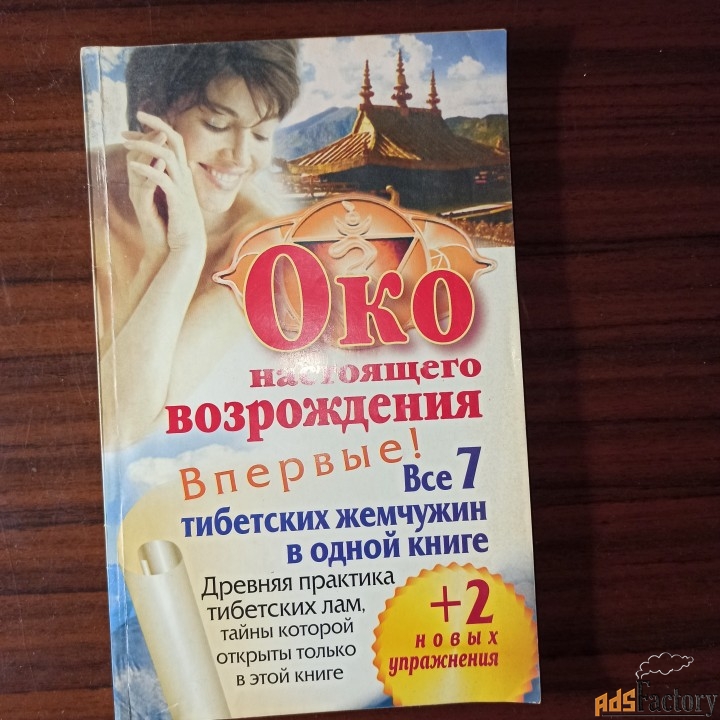 Око
настоящего
возрождения
Впервые!
Все 7
тибетских жемчужин
в одной книге
Древняя практика
тибетских лам,
тайны которой
открыты только
в этой книге
+2
новых
упражнения
AdsFactory